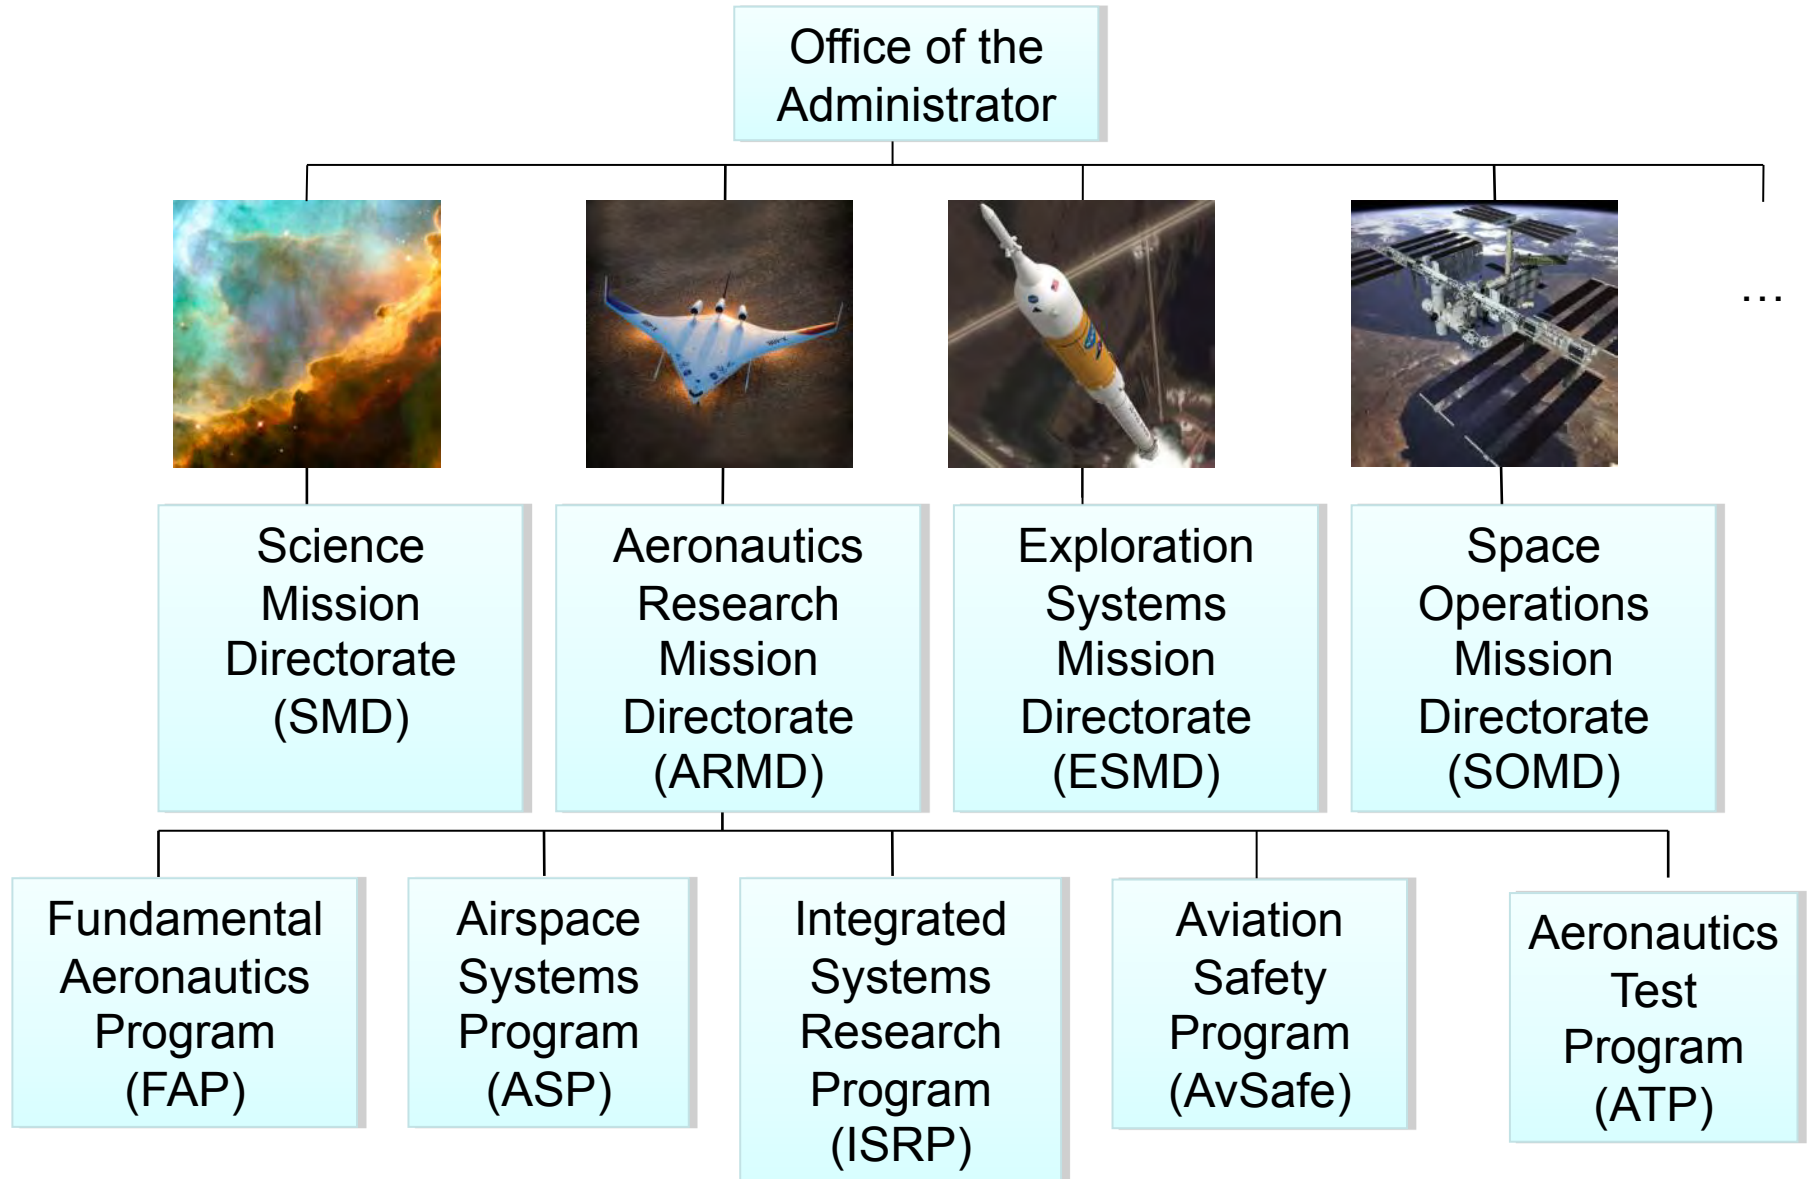 Office of the
Administrator
...
Science
Mission
Directorate
(SMD)
Aeronautics
Research
Mission
Directorate
(ARMD)
Exploration
Systems
Mission
Directorate
(ESMD)
Space
Operations
Mission
Directorate
(SOMD)
Fundamental
Aeronautics
Program
(FAP)
Airspace
Systems
Program
(ASP)
Integrated
Systems
Research
Program
(ISRP)
Aviation
Safety
Program
(AvSafe)
Aeronautics
Test
Program
(ATP)